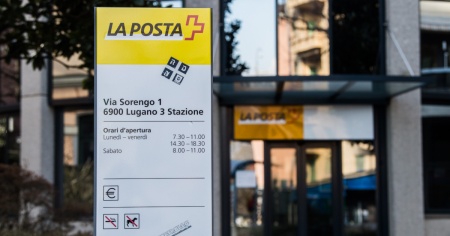 LA POSTA
Via Sorengo 1
6900 Lugano 3 Stazione
Orari d'apertura
Lunedì – venerdì 7.30 – 11.00
14.30 – 18.30
Sabato 8.00 – 11.00
€
LA POSTA